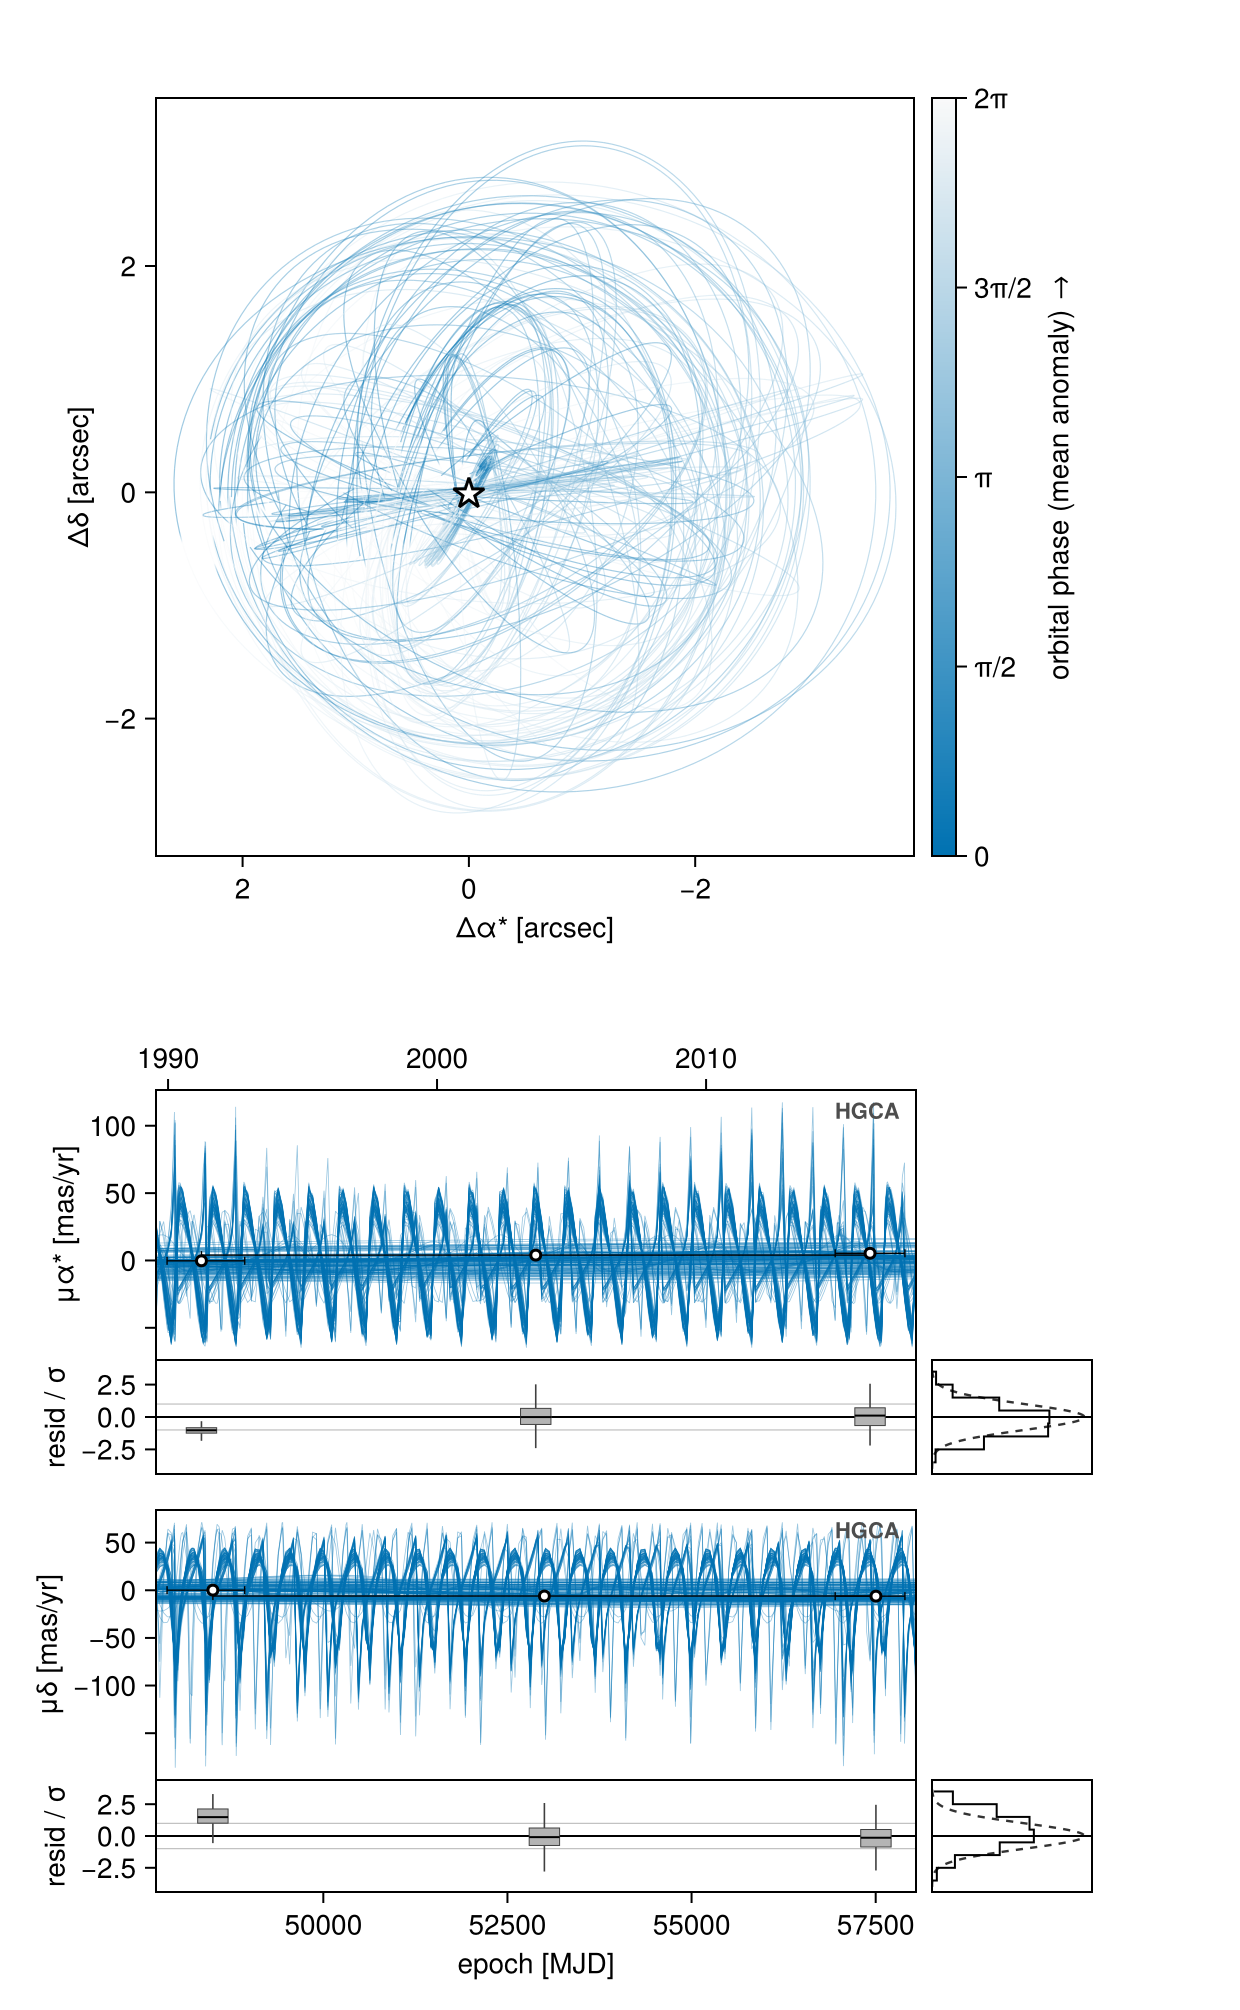 2π
3π/2
π
π/2
0
orbital phase (mean anomaly) →
2
0
−2
Δδ [arcsec]
2
0
−2
Δα* [arcsec]
1990
2000
2010
HGCA
100
50
0
μα* [mas/yr]
2.5
0.0
−2.5
resid / σ
HGCA
50
0
−50
−100
μδ [mas/yr]
2.5
0.0
−2.5
resid / σ
50000
52500
55000
57500
epoch [MJD]